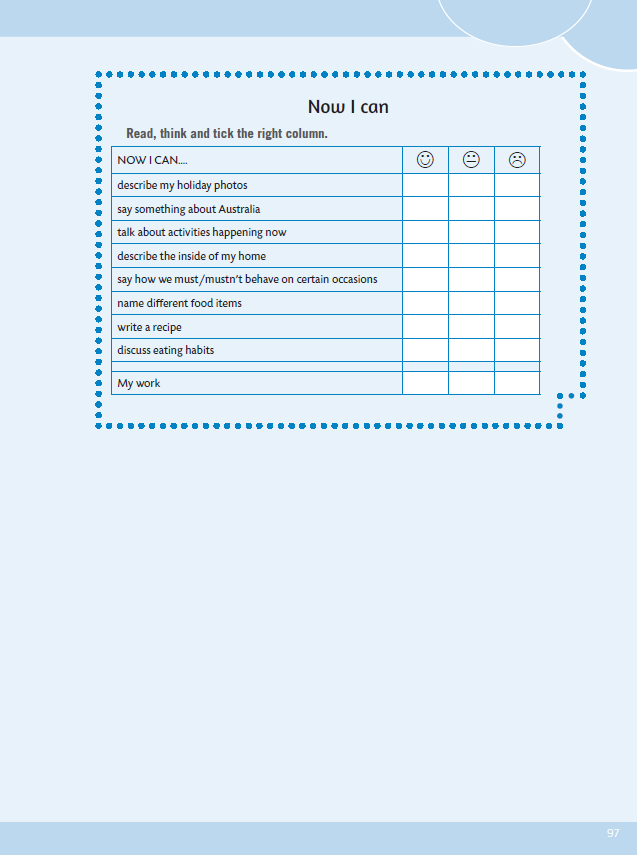 Now I can
Read, think and tick the right column.
NOW I CAN....
describe my holiday photos
say something about Australia
talk about activities happening now
describe the inside of my home
say how we must/mustn't behave on certain occasions
name different food items
write a recipe
discuss eating habits
My work
97